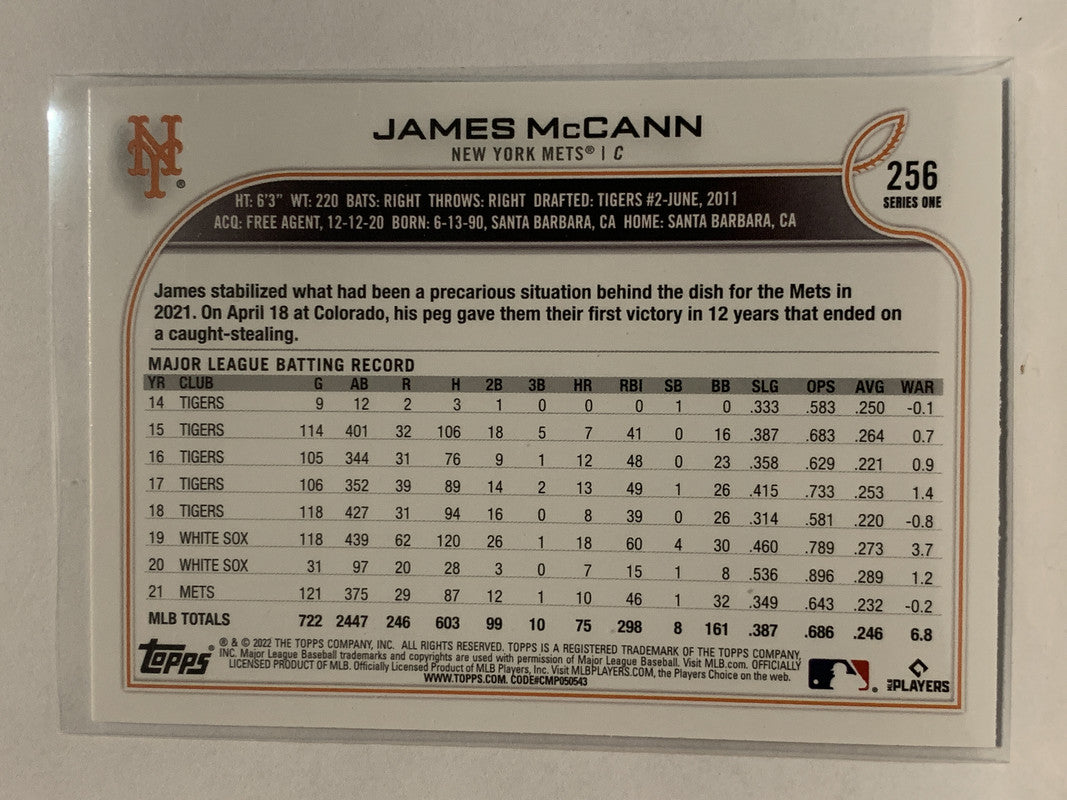 NY ®
JAMES McCANN
NEW YORK METS® | C
256
SERIES ONE
HT: 6'3" WT: 220 BATS: RIGHT THROWS: RIGHT DRAFTED: TIGERS #2-JUNE, 2011
ACQ: FREE AGENT, 12-12-20 BORN: 6-13-90, SANTA BARBARA, CA HOME: SANTA BARBARA, CA
James stabilized what had been a precarious situation behind the dish for the Mets in
2021. On April 18 at Colorado, his peg gave them their first victory in 12 years that ended on
a caught-stealing.
MAJOR LEAGUE BATTING RECORD
YR CLUB G AB R H 2B 3B HR RBI SB BB SLG OPS AVG WAR
14 TIGERS 9 12 2 3 1 0 0 0 1 0 .333 .583 .250 -0.1
15 TIGERS 114 401 32 106 18 5 7 41 0 16 .387 .683 .264 0.7
16 TIGERS 105 344 31 76 9 1 12 48 0 23 .358 .629 .221 0.9
17 TIGERS 106 352 39 89 14 2 13 49 1 26 .415 .733 .253 1.4
18 TIGERS 118 427 31 94 16 0 8 39 0 26 .314 .581 .220 -0.8
19 WHITE SOX 118 439 62 120 26 1 18 60 4 30 .460 .789 .273 3.7
20 WHITE SOX 31 97 20 28 3 0 7 15 1 8 .536 .896 .289 1.2
21 METS 121 375 29 87 12 1 10 46 1 32 .349 .643 .232 -0.2
MLB TOTALS 722 2447 246 603 99 10 75 298 8 161 .387 .686 .246 6.8
Topps®
® & © 2022 THE TOPPS COMPANY, INC. ALL RIGHTS RESERVED. TOPPS IS A REGISTERED TRADEMARK OF THE TOPPS COMPANY,
INC. Major League Baseball trademarks and copyrights are used with permission of Major League Baseball. Visit MLB.com. OFFICIALLY
LICENSED PRODUCT OF MLB. Officially Licensed Product of MLB Players, Inc. Visit MLBPLAYERS.COM, the Players Choice on the web.
WWW.TOPPS.COM. CODE#CMP050543
MLB PLAYERS